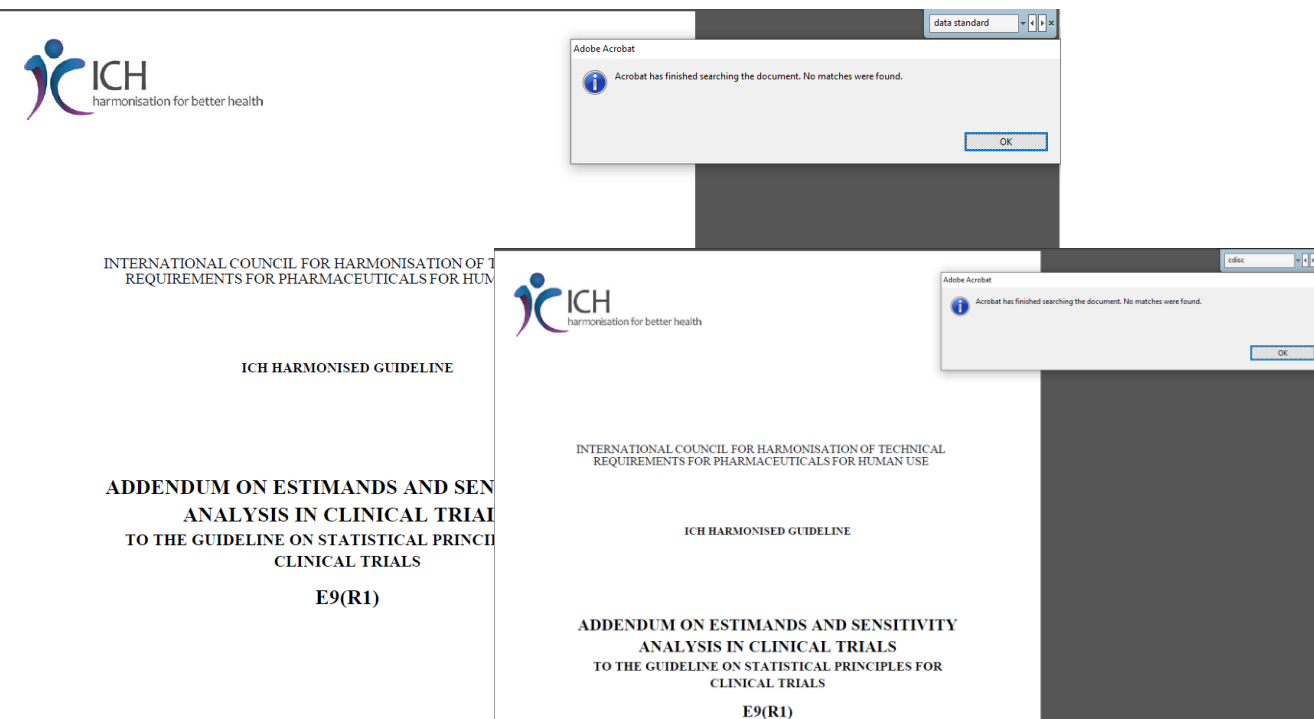 data standard
Adobe Acrobat
Acrobat has finished searching the document. No matches were found.
OK
ICH
harmonisation for better health
INTERNATIONAL COUNCIL FOR HARMONISATION OF
REQUIREMENTS FOR PHARMACEUTICALS FOR HUM
ICH HARMONISED GUIDELINE
ADDENDUM ON ESTIMANDS AND SEN
ANALYSIS IN CLINICAL TRIAL
TO THE GUIDELINE ON STATISTICAL PRINCI
CLINICAL TRIALS
E9(R1)
cdisc
Adobe Acrobat
Acrobat has finished searching the document. No matches were found.
OK
ICH
harmonisation for better health
INTERNATIONAL COUNCIL FOR HARMONISATION OF TECHNICAL
REQUIREMENTS FOR PHARMACEUTICALS FOR HUMAN USE
ICH HARMONISED GUIDELINE
ADDENDUM ON ESTIMANDS AND SENSITIVITY
ANALYSIS IN CLINICAL TRIALS
TO THE GUIDELINE ON STATISTICAL PRINCIPLES FOR
CLINICAL TRIALS
E9(R1)